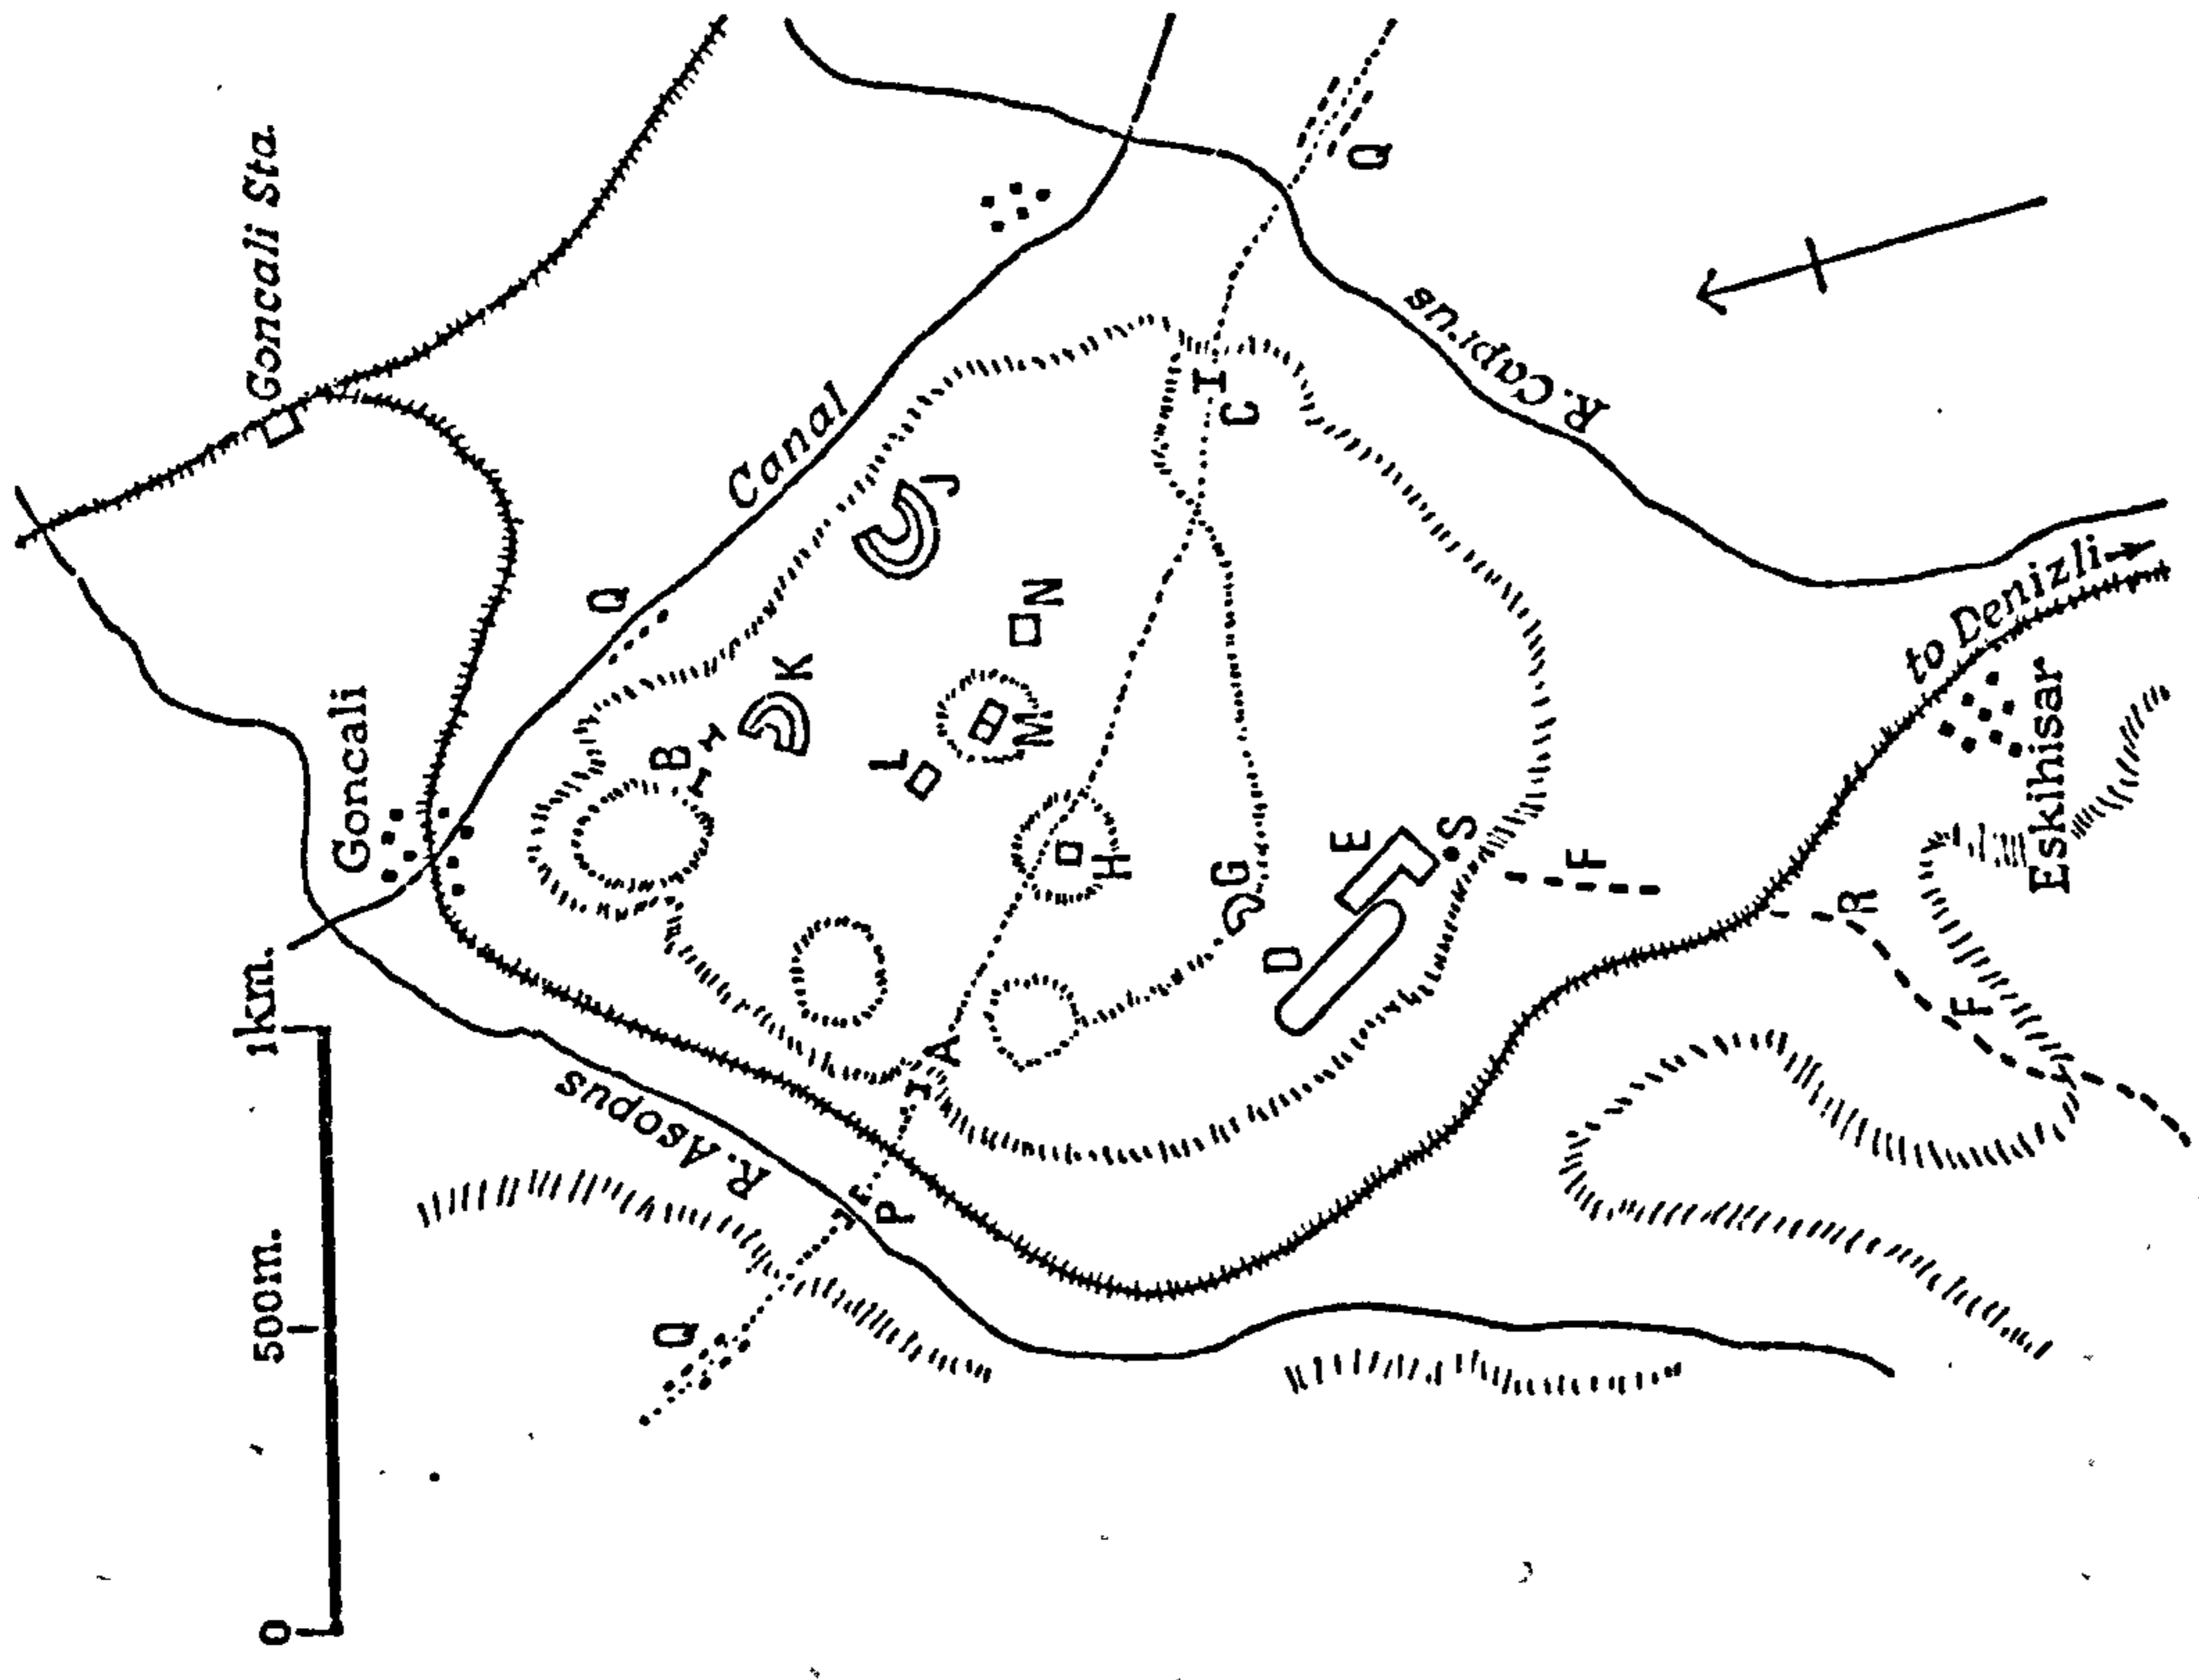 Goncali Sta.
Canal
Goncali
R. Caprus
R. Asopus
to Denizli
Eskihisar
0
500m.
1km.
A
B
C
D
E
F
F
G
H
J
K
L
M
N
P
Q
Q
Q
R
S